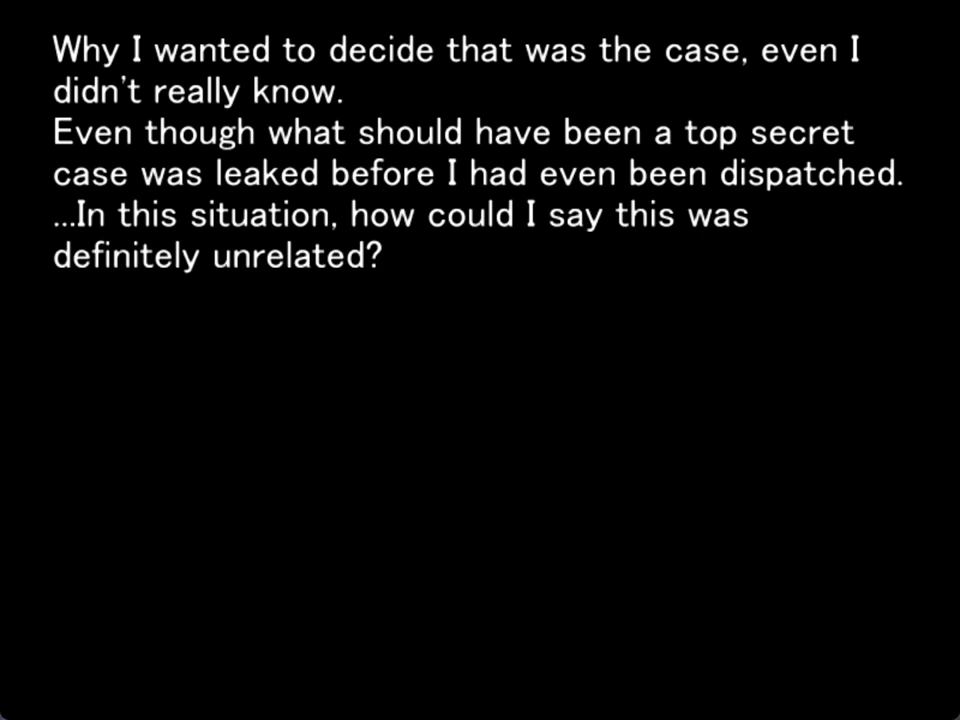 Why I wanted to decide that was the case, even I
didn't really know.
Even though what should have been a top secret
case was leaked before I had even been dispatched.
...In this situation, how could I say this was
definitely unrelated?